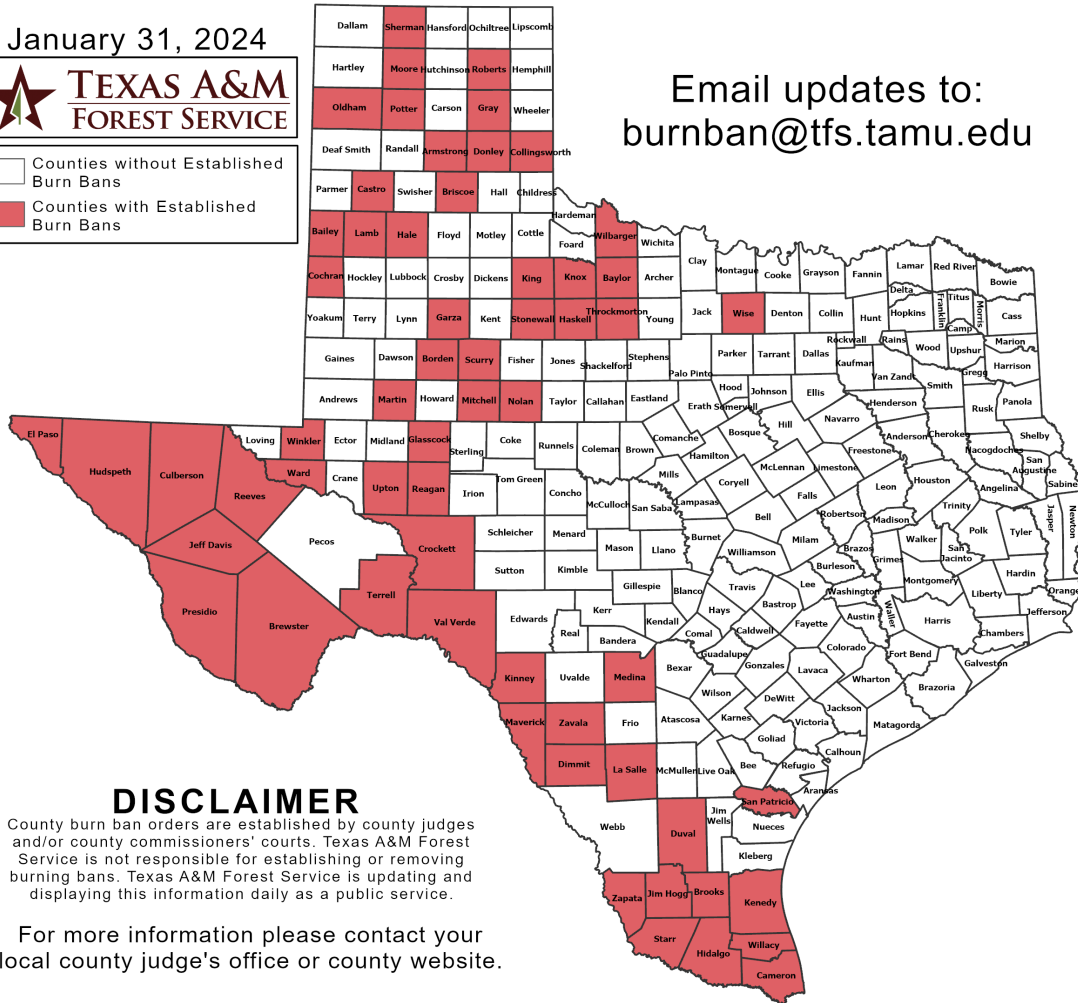 January 31, 2024
TEXAS A&M
FOREST SERVICE
Counties without Established
Burn Bans
Counties with Established
Burn Bans
Email updates to:
burnban@tfs.tamu.edu
Dallam Sherman Hansford Ochiltree Lipscomb
Hartley Moore Hutchinson Roberts Hemphill
Oldham Potter Carson Gray Wheeler
Deaf Smith Randall Armstrong Donley Collingsworth
Parmer Castro Swisher Briscoe Hall Childress
Hardeman
Bailey Lamb Hale Floyd Motley Cottle Foard Wilbarger Wichita
Clay Montague Cooke Grayson Fannin Lamar Red River Bowie
Cochran Hockley Lubbock Crosby Dickens King Knox Baylor Archer
Delta Titus Franklin Morris Cass
Yoakum Terry Lynn Garza Kent Stonewall Haskell Throckmorton Young Jack Wise Denton Collin Hunt Hopkins Camp
Rockwall Rains Wood Upshur Marion
Gaines Dawson Borden Scurry Fisher Jones Shackelford Stephens Palo Pinto Parker Tarrant Dallas Kaufman Van Zandt Gregg Harrison
Andrews Martin Howard Mitchell Nolan Taylor Callahan Eastland Erath Hood Somervell Johnson Ellis Henderson Smith Rusk Panola
El Paso Hudspeth Culberson Reeves Loving Winkler Ector Midland Glasscock Sterling Coke Runnels Coleman Brown Comanche Hamilton Bosque Hill Navarro Freestone Anderson Cherokee Nacogdoches Shelby
San
Augustine
Sabine
Ward Crane Upton Reagan Irion Tom Green Concho McCulloch San Saba Mills Lampasas Coryell McLennan Limestone Falls Leon Houston Angelina
Trinity Polk Tyler Jasper Newton
Jeff Davis Pecos Crockett Schleicher Menard Mason Llano Burnet Bell Milam Robertson Madison Walker
San
Jacinto
Hardin
Presidio Brewster Terrell Val Verde Sutton Kimble Gillespie Blanco Williamson Travis Lee Burleson Brazos Grimes Montgomery Liberty Orange
Washington Waller Harris Jefferson Chambers
Edwards Kerr Real Bandera Kendall Comal Hays Caldwell Bastrop Fayette Austin Colorado Fort Bend Galveston
Kinney Uvalde Medina Bexar Guadalupe Gonzales Lavaca Wharton Brazoria
Wilson DeWitt Jackson Matagorda
Maverick Zavala Frio Atascosa Karnes Goliad Victoria Calhoun
Dimmit La Salle McMullen Live Oak Bee Refugio Aransas
San Patricio
Webb Duval
Jim
Wells
Nueces
Kleberg
Zapata Jim Hogg Brooks Kenedy
Starr Hidalgo Willacy
Cameron
DISCLAIMER
County burn ban orders are established by county judges
and/or county commissioners' courts. Texas A&M Forest
Service is not responsible for establishing or removing
burning bans. Texas A&M Forest Service is updating and
displaying this information daily as a public service.
For more information please contact your
local county judge's office or county website.